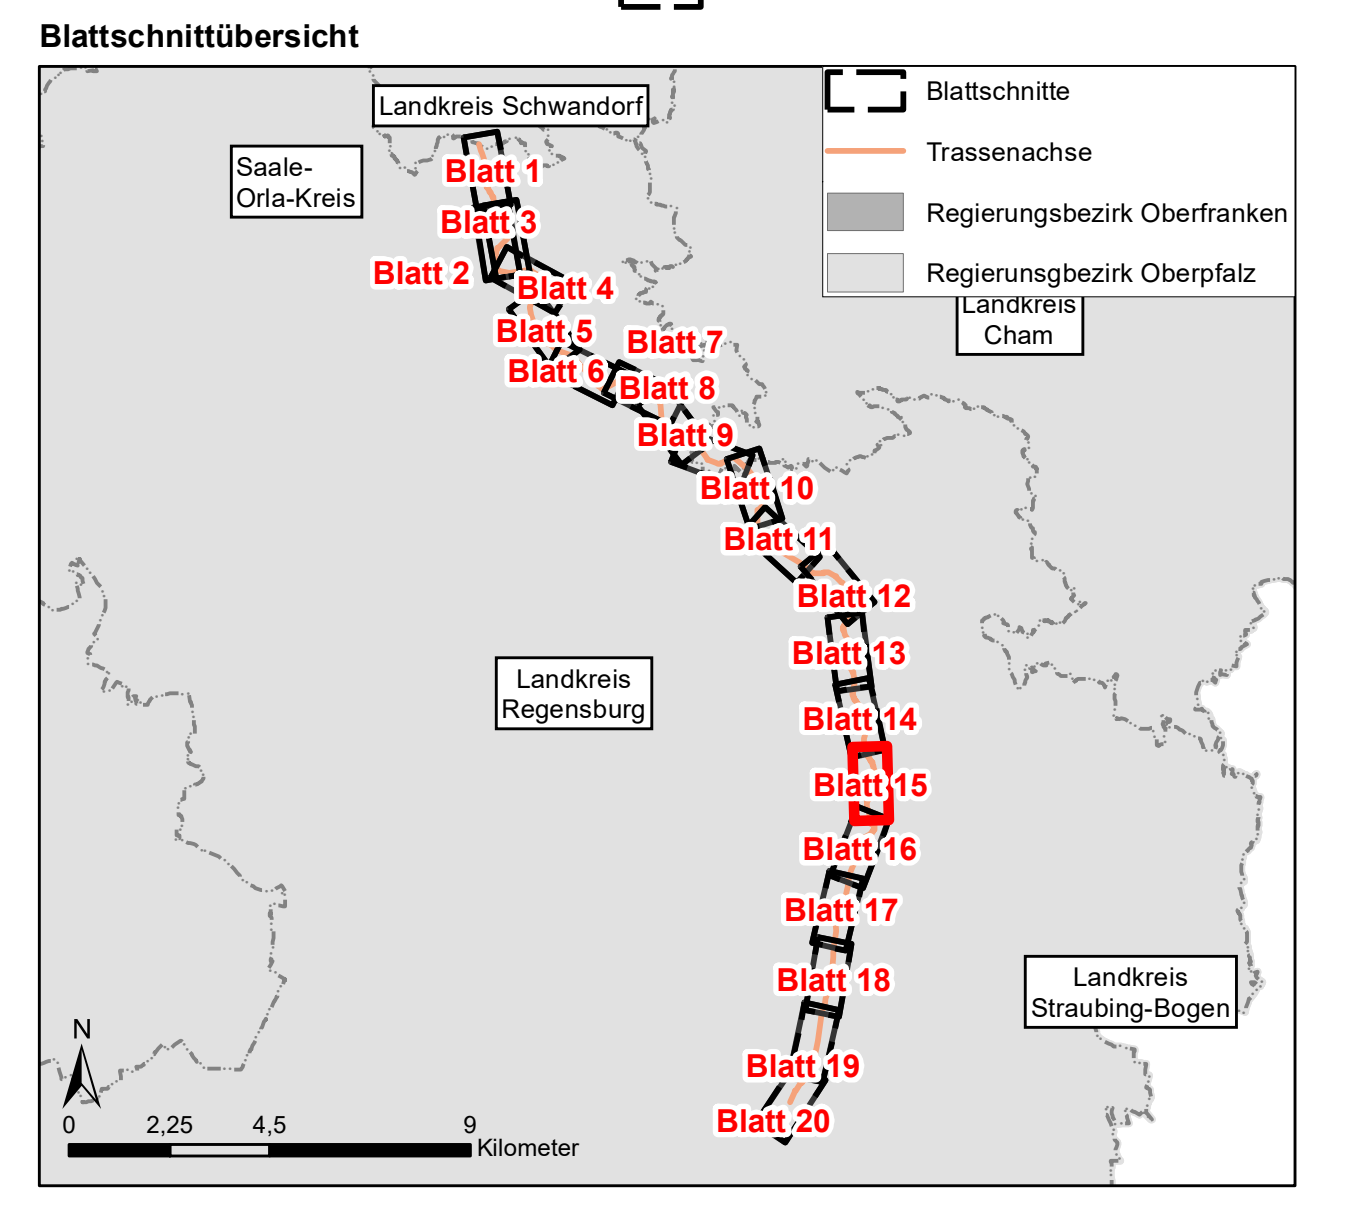 Blattschnittübersicht
Landkreis Schwandorf
Saale-
Orla-Kreis
Blattschnitte
Trassenachse
Regierungsbezirk Oberfranken
Regierunsgbezirk Oberpfalz
Landkreis
Cham
Blatt 1
Blatt 3
Blatt 2
Blatt 4
Blatt 5
Blatt 7
Blatt 6
Blatt 8
Blatt 9
Blatt 10
Blatt 11
Blatt 12
Blatt 13
Landkreis
Regensburg
Blatt 14
Blatt 15
Blatt 16
Blatt 17
Blatt 18
Landkreis
Straubing-Bogen
Blatt 19
Blatt 20
N
0 2,25 4,5 9
Kilometer